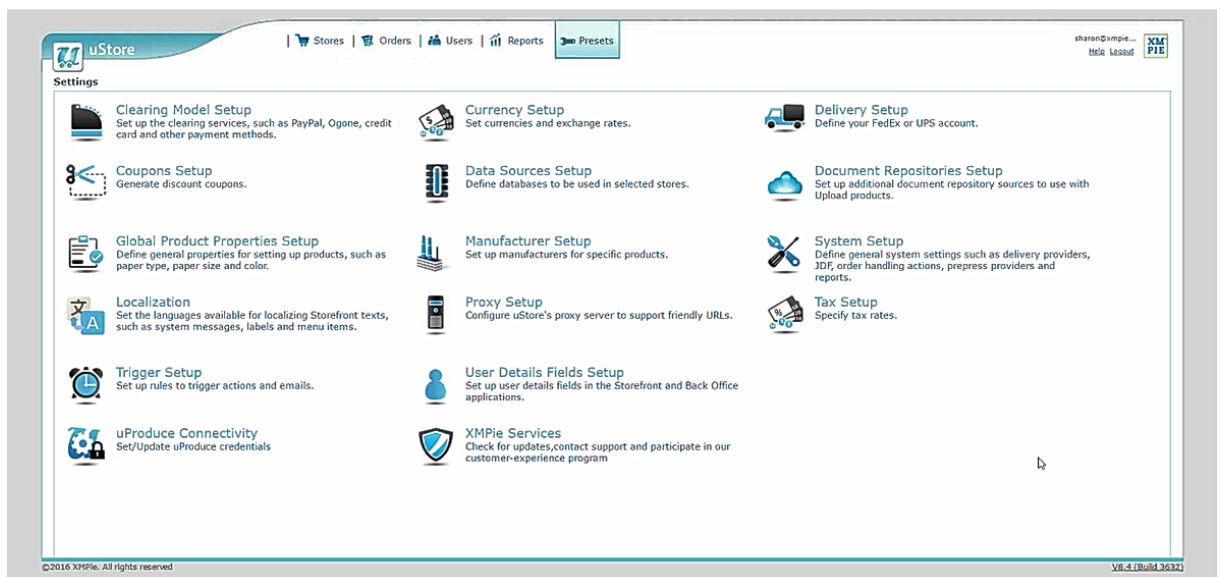 uStore
Stores | Orders | Users | Reports Presets
sharon@xmpie...
Help Logout
XM
PIE
Settings
Clearing Model Setup
Set up the clearing services, such as PayPal, Ogone, credit
card and other payment methods.
Currency Setup
Set currencies and exchange rates.
Delivery Setup
Define your FedEx or UPS account.
Coupons Setup
Generate discount coupons.
Data Sources Setup
Define databases to be used in selected stores.
Document Repositories Setup
Set up additional document repository sources to use with
Upload products.
Global Product Properties Setup
Define general properties for setting up products, such as
paper type, paper size and color.
Manufacturer Setup
Set up manufacturers for specific products.
System Setup
Define general system settings such as delivery providers,
JDF, order handling actions, prepress providers and
reports.
Localization
Set the languages available for localizing Storefront texts,
such as system messages, labels and menu items.
Proxy Setup
Configure uStore's proxy server to support friendly URLs.
Tax Setup
Specify tax rates.
Trigger Setup
Set up rules to trigger actions and emails.
User Details Fields Setup
Set up user details fields in the Storefront and Back Office
applications.
uProduce Connectivity
Set/Update uProduce credentials
XMPie Services
Check for updates,contact support and participate in our
customer-experience program
©2016 XMPie. All rights reserved
V8.4 (Build 3632)